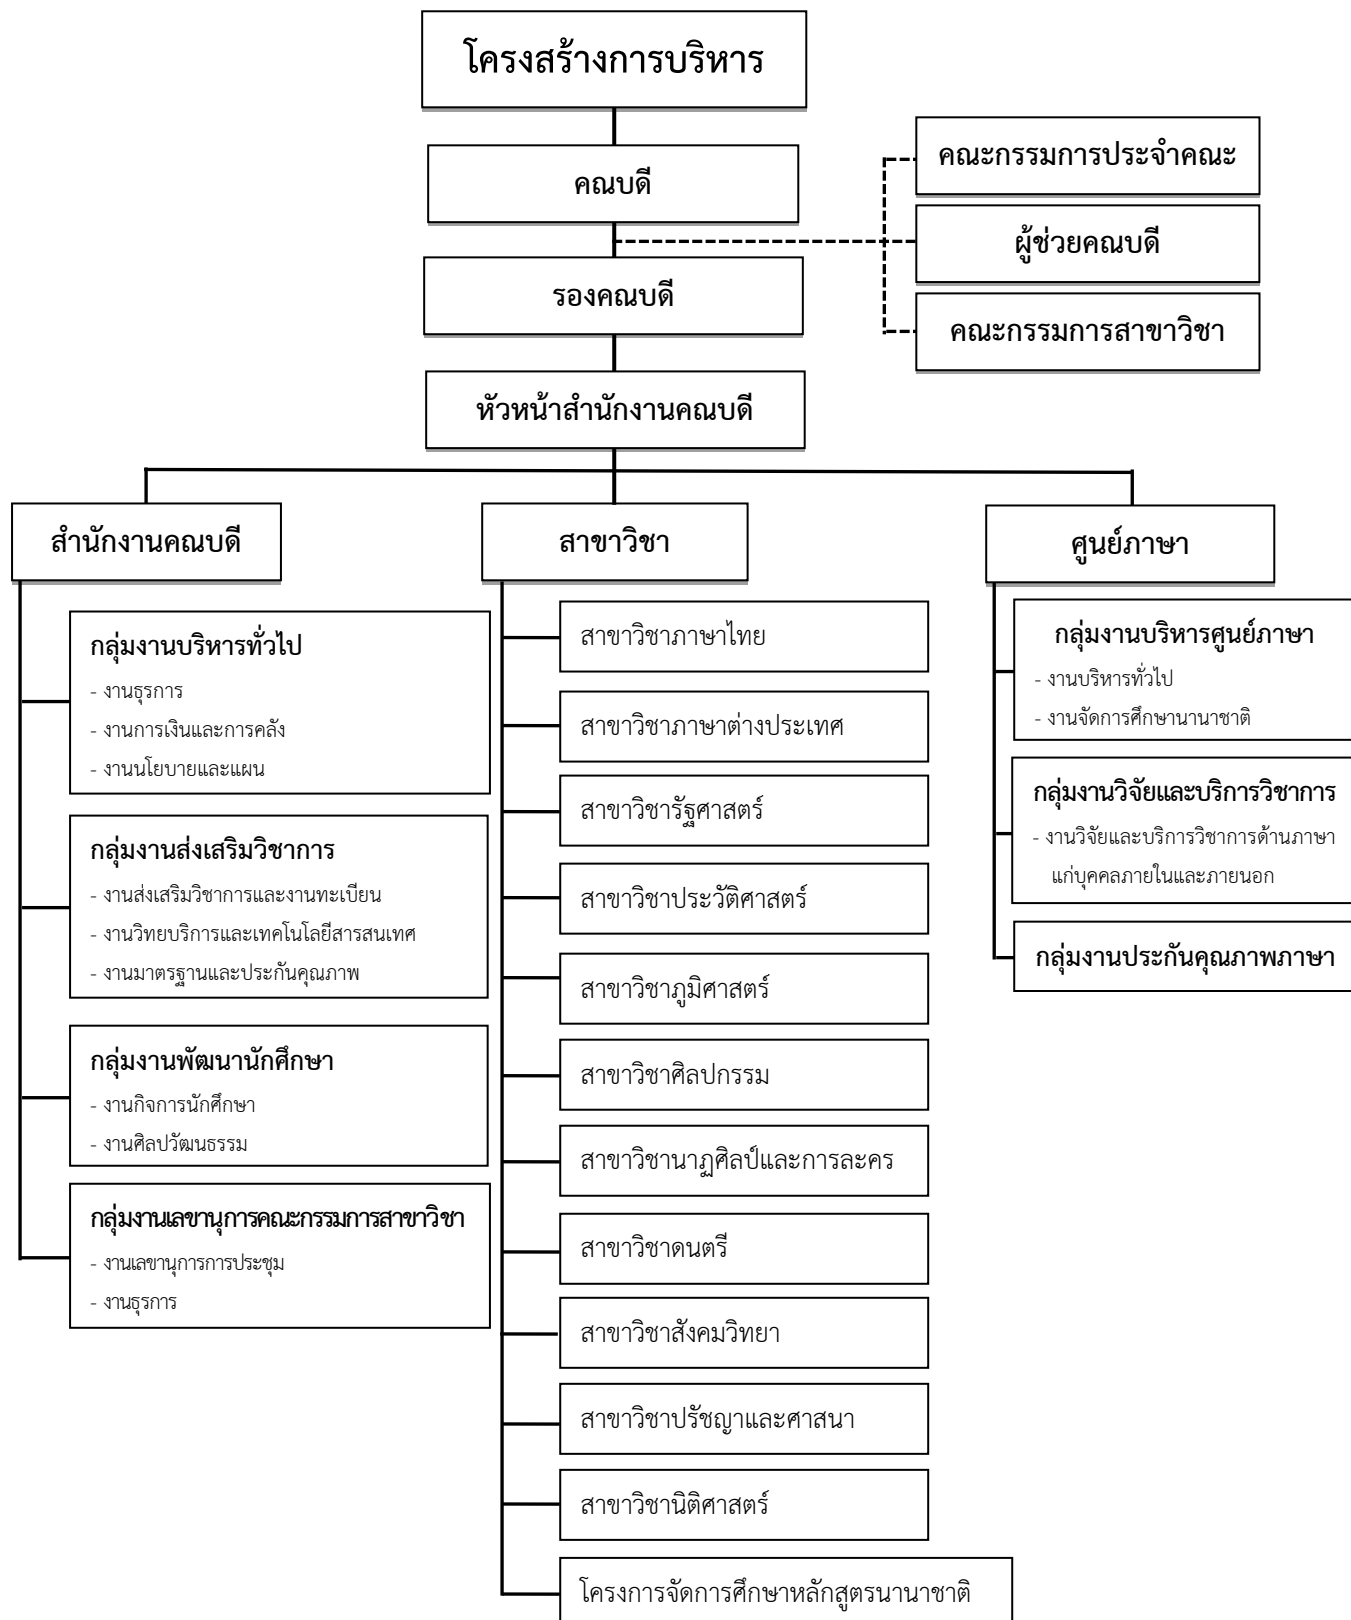 โครงสร้างการบริหาร
คณบดี
คณะกรรมการประจำคณะ
ผู้ช่วยคณบดี
คณะกรรมการสาขาวิชา
รองคณบดี
หัวหน้าสำนักงานคณบดี
สำนักงานคณบดี
กลุ่มงานบริหารทั่วไป
- งานธุรการ
- งานการเงินและการคลัง
- งานนโยบายและแผน
กลุ่มงานส่งเสริมวิชาการ
- งานส่งเสริมวิชาการและงานทะเบียน
- งานวิทยบริการและเทคโนโลยีสารสนเทศ
- งานมาตรฐานและประกันคุณภาพ
กลุ่มงานพัฒนานักศึกษา
- งานกิจการนักศึกษา
- งานศิลปวัฒนธรรม
กลุ่มงานเลขานุการคณะกรรมการสาขาวิชา
- งานเลขานุการการประชุม
- งานธุรการ
สาขาวิชา
สาขาวิชาภาษาไทย
สาขาวิชาภาษาต่างประเทศ
สาขาวิชารัฐศาสตร์
สาขาวิชาประวัติศาสตร์
สาขาวิชาภูมิศาสตร์
สาขาวิชาศิลปกรรม
สาขาวิชานาฏศิลป์และการละคร
สาขาวิชาดนตรี
สาขาวิชาสังคมวิทยา
สาขาวิชาปรัชญาและศาสนา
สาขาวิชานิติศาสตร์
โครงการจัดการศึกษาหลักสูตรนานาชาติ
ศูนย์ภาษา
กลุ่มงานบริหารศูนย์ภาษา
- งานบริหารทั่วไป
- งานจัดการศึกษานานาชาติ
กลุ่มงานวิจัยและบริการวิชาการ
- งานวิจัยและบริการวิชาการด้านภาษา
แก่บุคคลภายในและภายนอก
กลุ่มงานประกันคุณภาพภาษา